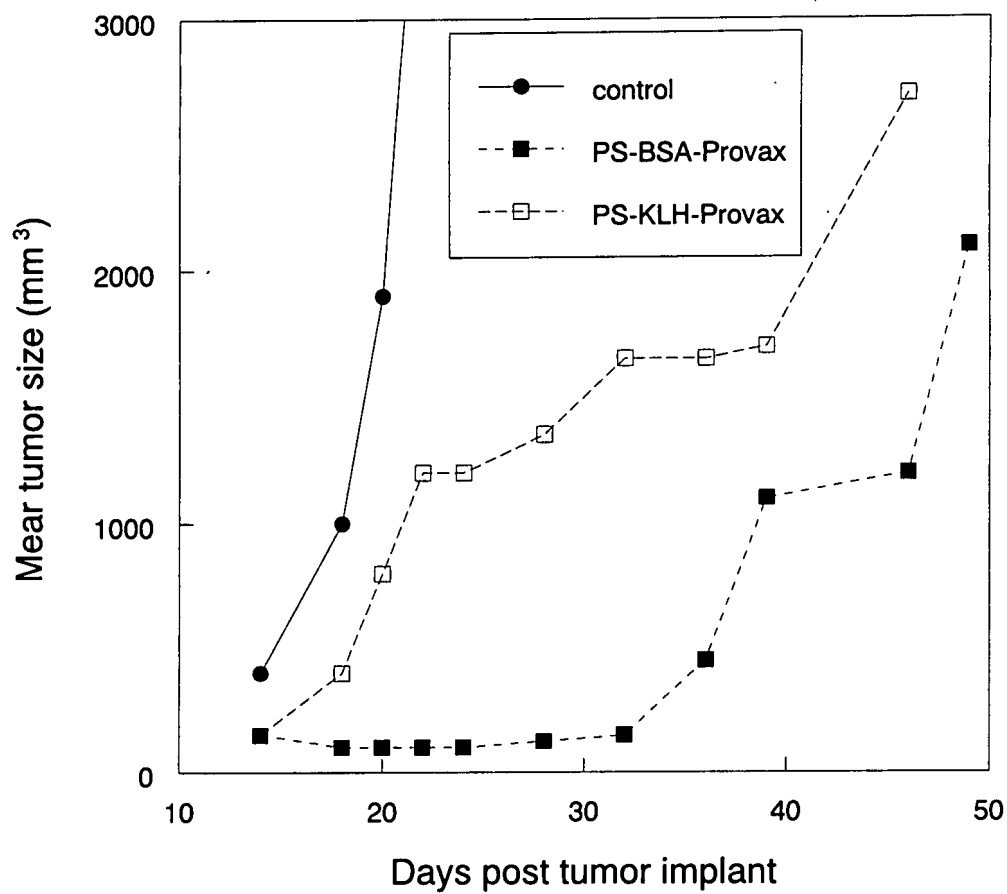 3000
2000
1000
0
10 20 30 40 50
Mear tumor size (mm³)
Days post tumor implant
control
PS-BSA-Provax
PS-KLH-Provax